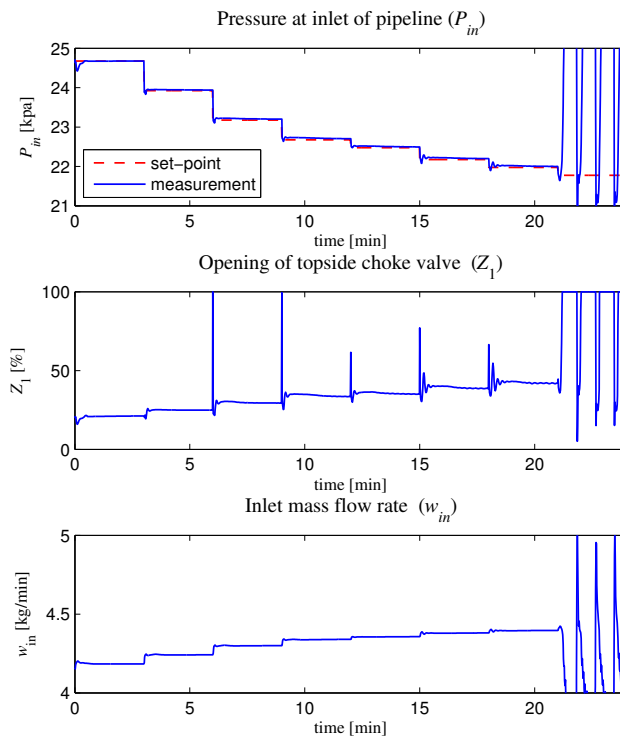 Pressure at inlet of pipeline (P_in)
25
24
23
22
21
P_in [kpa]
set-point
measurement
0 5 10 15 20
time [min]
Opening of topside choke valve (Z_1)
100
50
0
Z_1 [%]
0 5 10 15 20
time [min]
Inlet mass flow rate (w_in)
5
4.5
4
w_in [kg/min]
0 5 10 15 20
time [min]